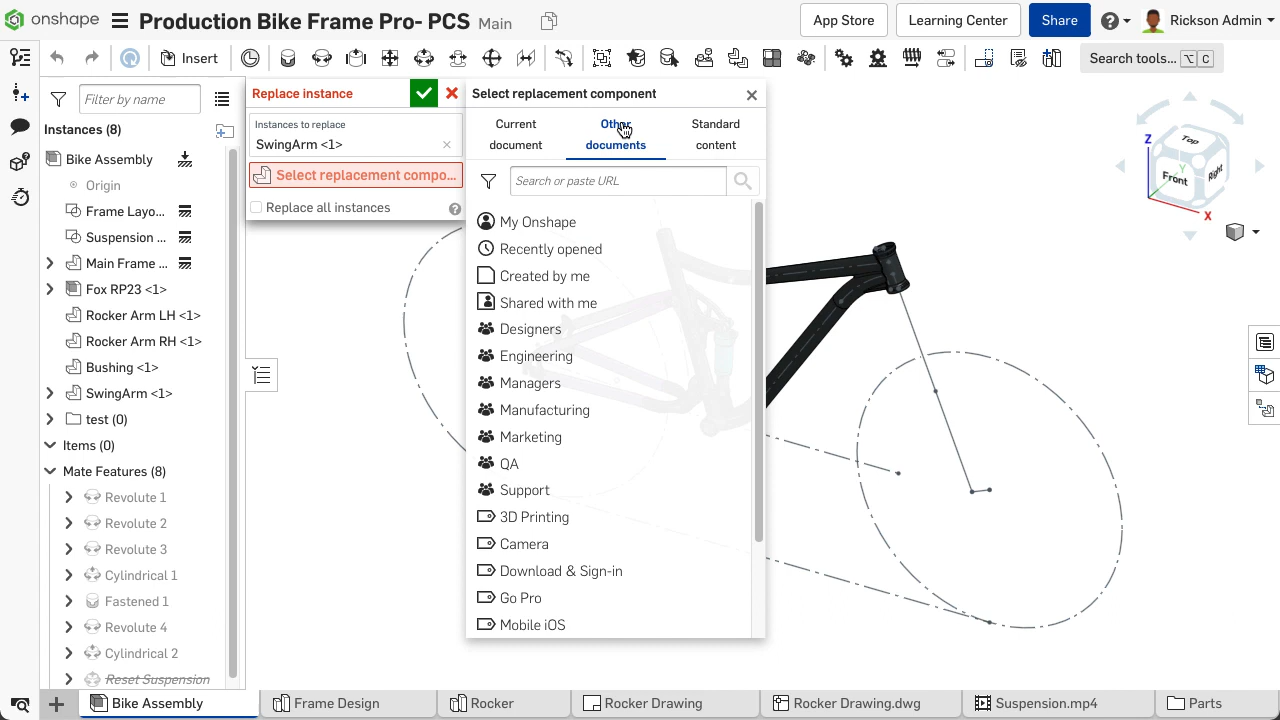 onshape
Production Bike Frame Pro- PCS
Main
App Store
Learning Center
Share
Rickson Admin
Insert
Search tools...
⌥
C
Filter by name
Instances (8)
Bike Assembly
Origin
Frame Layo...
Suspension ...
Main Frame ...
Fox RP23 <1>
Rocker Arm LH <1>
Rocker Arm RH <1>
Bushing <1>
SwingArm <1>
test (0)
Items (0)
Mate Features (8)
Revolute 1
Revolute 2
Revolute 3
Cylindrical 1
Fastened 1
Revolute 4
Cylindrical 2
Reset Suspension
Replace instance
Instances to replace
SwingArm <1>
Select replacement compo...
Replace all instances
Select replacement component
Current
document
Other
documents
Standard
content
Search or paste URL
My Onshape
Recently opened
Created by me
Shared with me
Designers
Engineering
Managers
Manufacturing
Marketing
QA
Support
3D Printing
Camera
Download & Sign-in
Go Pro
Mobile iOS
Z
Top
Y
Front
Right
X
Bike Assembly
Frame Design
Rocker
Rocker Drawing
Rocker Drawing.dwg
Suspension.mp4
Parts